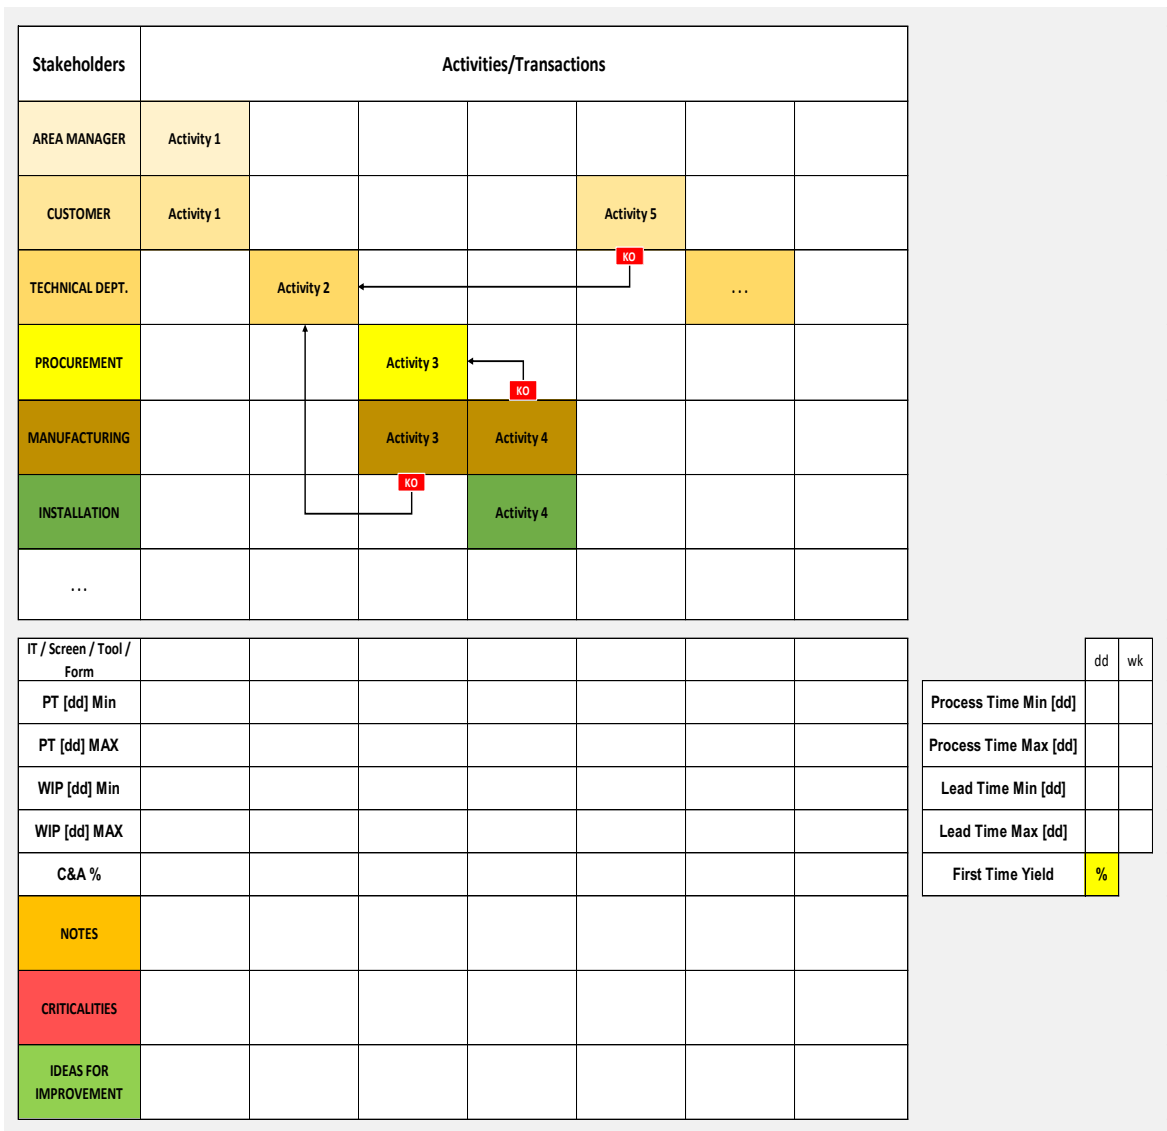 Stakeholders
Activities/Transactions
AREA MANAGER
Activity 1
CUSTOMER
Activity 1
Activity 5
KO
TECHNICAL DEPT.
Activity 2
...
PROCUREMENT
Activity 3
KO
MANUFACTURING
Activity 3
Activity 4
KO
INSTALLATION
Activity 4
...
IT / Screen / Tool /
Form
dd
wk
PT [dd] Min
Process Time Min [dd]
PT [dd] MAX
Process Time Max [dd]
WIP [dd] Min
Lead Time Min [dd]
WIP [dd] MAX
Lead Time Max [dd]
C&A %
First Time Yield
%
NOTES
CRITICALITIES
IDEAS FOR
IMPROVEMENT